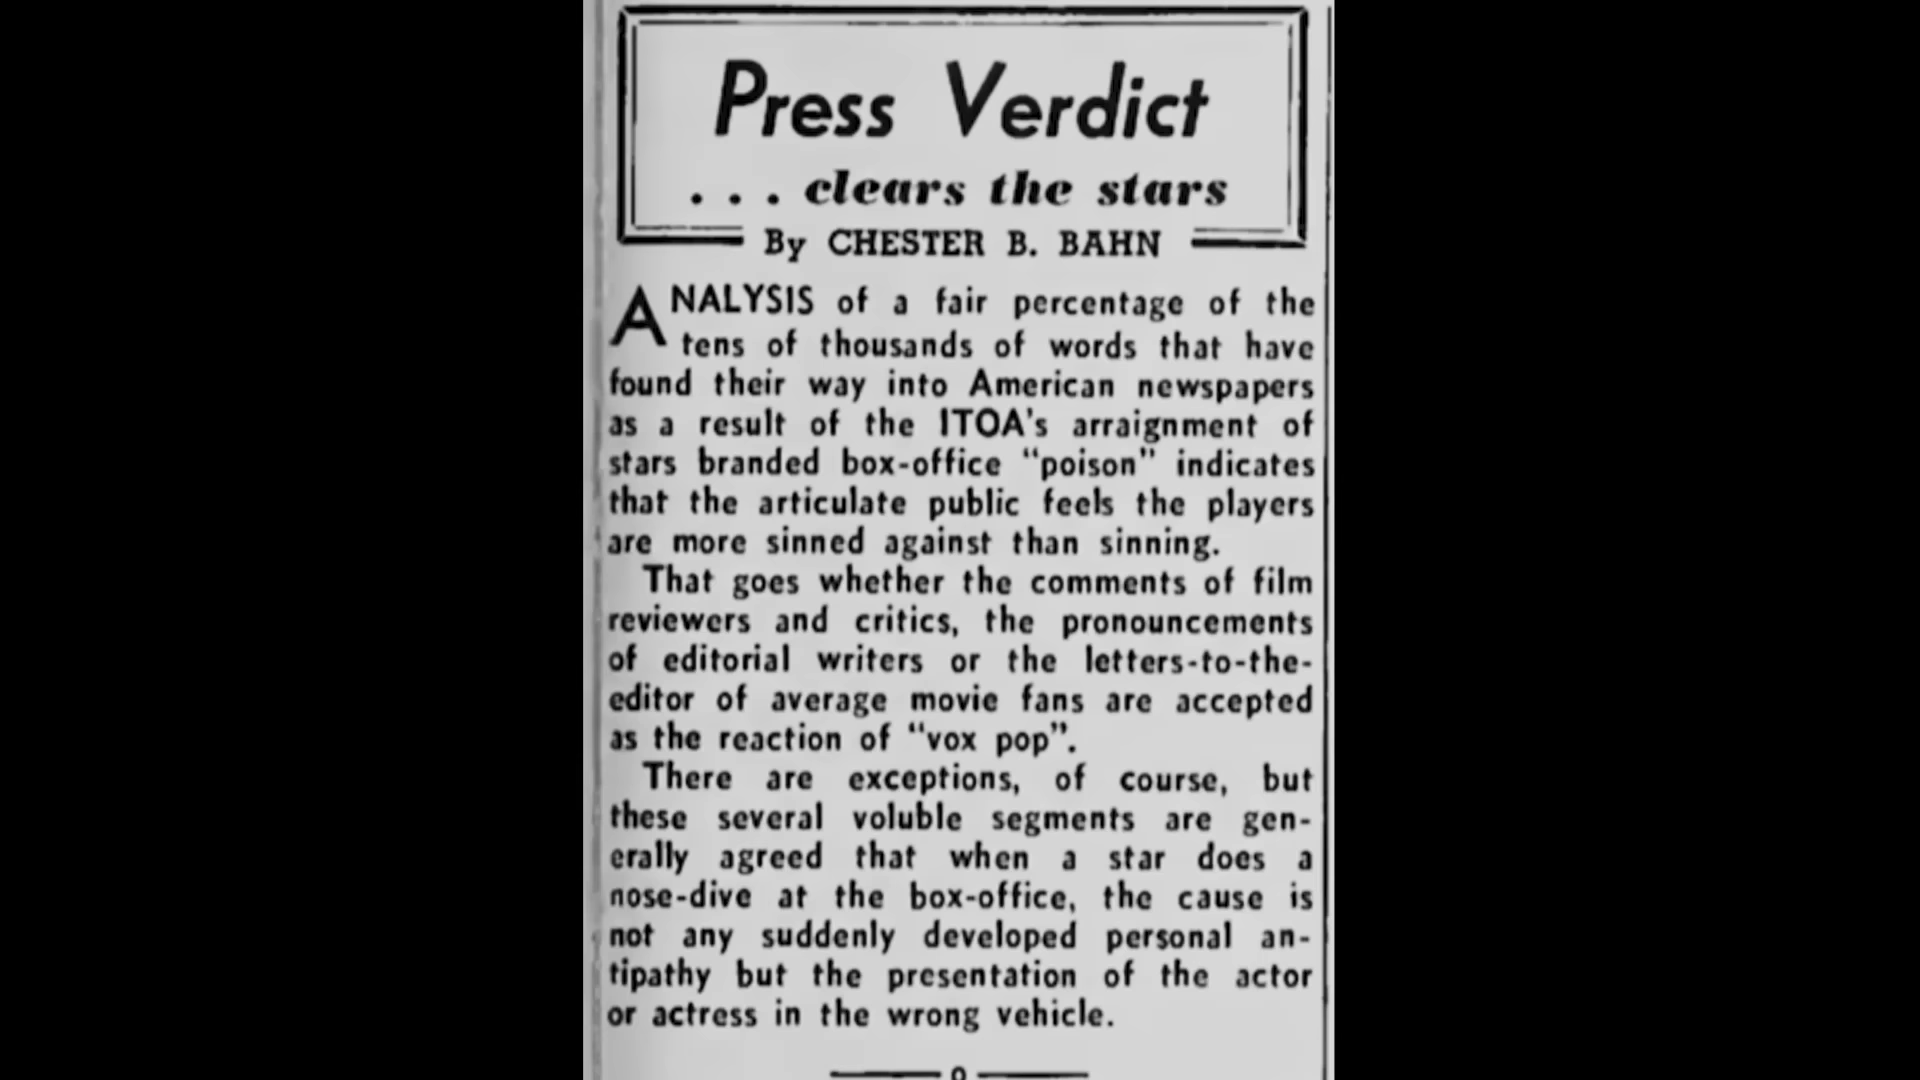 Press Verdict
. . . clears the stars
By CHESTER B. BAHN
ANALYSIS of a fair percentage of the
tens of thousands of words that have
found their way into American newspapers
as a result of the ITOA's arraignment of
stars branded box-office "poison" indicates
that the articulate public feels the players
are more sinned against than sinning.
That goes whether the comments of film
reviewers and critics, the pronouncements
of editorial writers or the letters-to-the-
editor of average movie fans are accepted
as the reaction of "vox pop".
There are exceptions, of course, but
these several voluble segments are gen-
erally agreed that when a star does a
nose-dive at the box-office, the cause is
not any suddenly developed personal an-
tipathy but the presentation of the actor
or actress in the wrong vehicle.